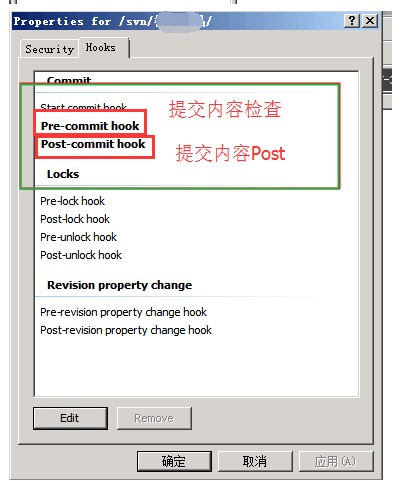 Properties for /svn/
Security
Hooks
Commit
Start commit hook
提交内容检查
Pre-commit hook
Post-commit hook
提交内容Post
Locks
Pre-lock hook
Post-lock hook
Pre-unlock hook
Post-unlock hook
Revision property change
Pre-revision property change hook
Post-revision property change hook
Edit
Remove
确定
取消
应用(A)